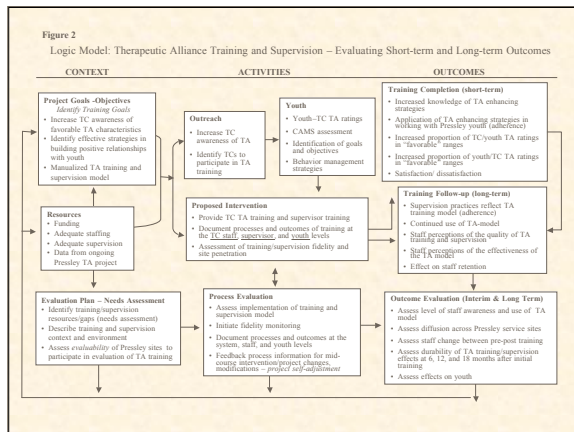 Figure 2
Logic Model: Therapeutic Alliance Training and Supervision – Evaluating Short-term and Long-term Outcomes
CONTEXT
ACTIVITIES
OUTCOMES
Project Goals -Objectives
Identify Training Goals
• Increase TC awareness of
favorable TA characteristics
• Identify effective strategies in
building positive relationships
with youth
• Manualized TA training and
supervision model
Resources
• Funding
• Adequate staffing
• Adequate supervision
• Data from ongoing
Pressley TA project
Evaluation Plan – Needs Assessment
• Identify training/supervision
resources/gaps (needs assessment)
• Describe training and supervision
context and environment
• Assess evaluability of Pressley sites to
participate in evaluation of TA training
Outreach
• Increase TC
awareness of TA
• Identify TCs to
participate in TA
training
Youth
• Youth–TC TA ratings
• CAMS assessment
• Identification of goals
and objectives
• Behavior management
strategies
Proposed Intervention
• Provide TC TA training and supervisor training
• Document processes and outcomes of training at
the TC staff, supervisor, and youth levels
• Assessment of training/supervision fidelity and
site penetration
Process Evaluation
• Assess implementation of training and
supervision model
• Initiate fidelity monitoring
• Document processes and outcomes at the
system, staff, and youth levels
• Feedback process information for mid-
course intervention/project changes,
modifications – project self-adjustment
Training Completion (short-term)
• Increased knowledge of TA enhancing
strategies
• Application of TA enhancing strategies in
working with Pressley youth (adherence)
• Increased proportion of TC/youth TA ratings
in “favorable” ranges
• Increased proportion of youth/TC TA ratings
in “favorable” ranges
• Satisfaction/ dissatisfaction
Training Follow-up (long-term)
• Supervision practices reflect TA
training model (adherence)
• Continued use of TA-model
• Staff perceptions of the quality of TA
training and supervision
• Staff perceptions of the effectiveness of
the TA model
• Effect on staff retention
Outcome Evaluation (Interim & Long Term)
• Assess level of staff awareness and use of TA
model
• Assess diffusion across Pressley service sites
• Assess staff change between pre-post training
• Assess durability of TA training/supervision
effects at 6, 12, and 18 months after initial
training
• Assess effects on youth